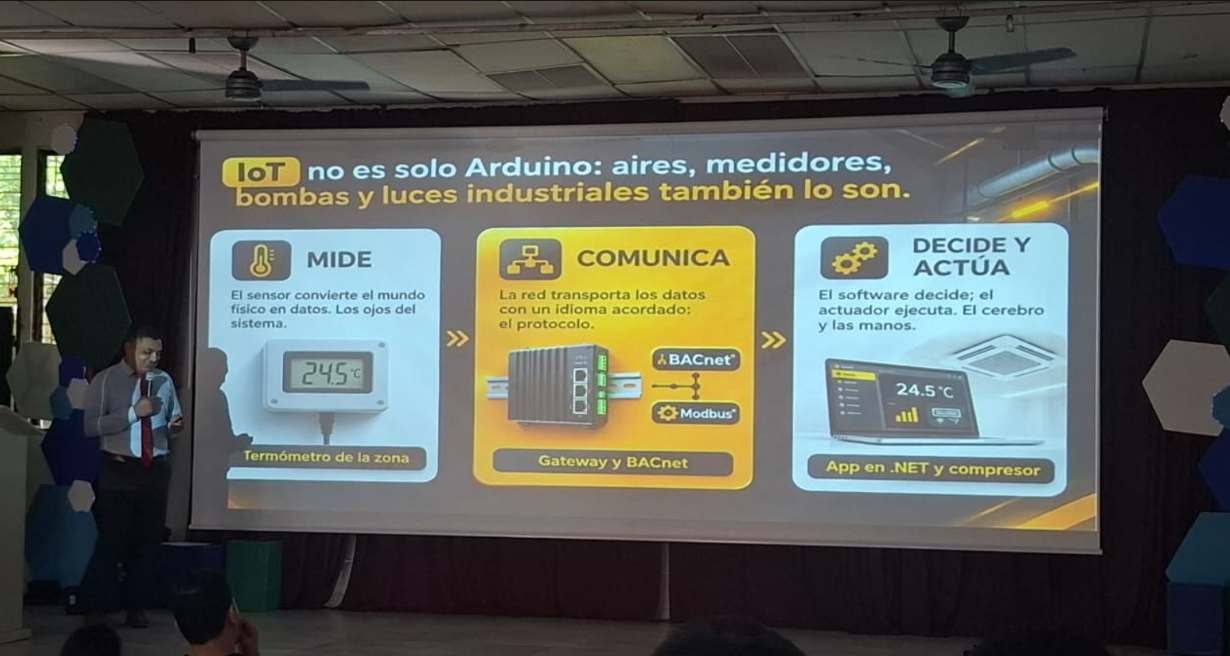 IoT no es solo Arduino: aires, medidores,
bombas y luces industriales también lo son.
MIDE
El sensor convierte el mundo
físico en datos. Los ojos del
sistema.
24.5°C
Termómetro de la zona
COMUNICA
La red transporta los datos
con un idioma acordado:
el protocolo.
BACnet
Modbus
Gateway y BACnet
DECIDE Y
ACTÚA
El software decide; el
actuador ejecuta. El cerebro
y las manos.
24.5°C
App en .NET y compresor